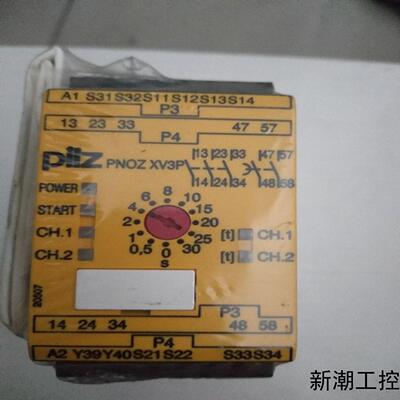 A1 S31 S32 S11 S12 S13 S14
P3
13 23 33 47 57
P4
pilz PNOZ XV3P
13 23 33 47 57
14 24 34 48 58
POWER
START
CH.1
CH.2
0 0,5 1 2 4 6 8 10 15 20 25 30
s
[t] CH.1
[t] CH.2
20507
P3
14 24 34 48 58
P4
A2 Y39 Y40 S21 S22 S33 S34
新潮工控